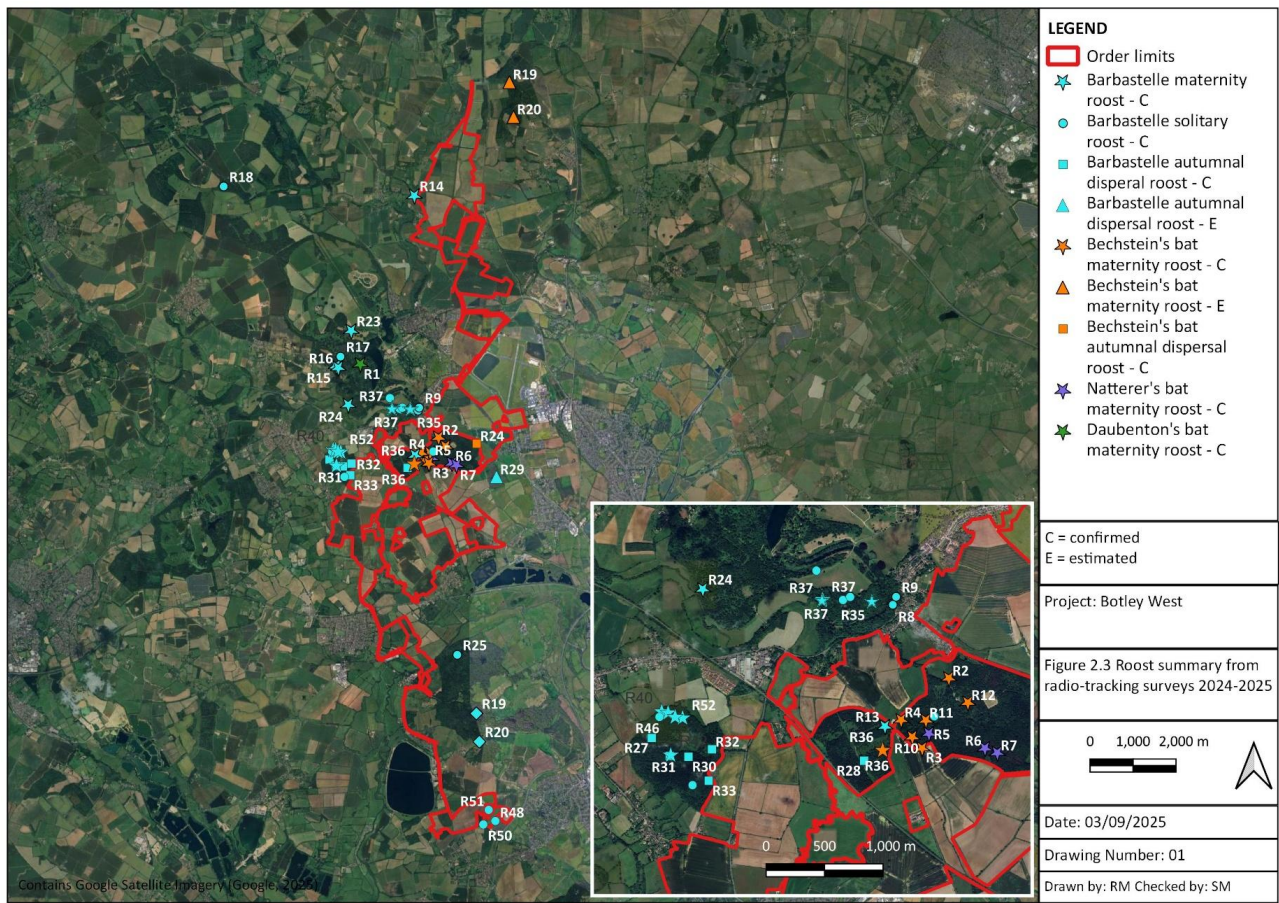 R19
R20
R18
R14
R23
R17
R16
R15
R1
R24
R37
R9
R37
R35
R2
R40
R52
R36
R4
R24
R5
R6
R32
R31
R33
R36
R3
R7
R29
R25
R19
R20
R51
R48
R50
Contains Google Satellite Imagery (Google, 2025)
R24
R37
R37
R9
R37
R35
R8
R2
R12
R40
R52
R46
R27
R13
R4
R11
R36
R5
R32
R6
R7
R31
R30
R10
R3
R28
R36
R33
0 500 1,000 m
LEGEND
Order limits
Barbastelle maternity
roost - C
Barbastelle solitary
roost - C
Barbastelle autumnal
disperal roost - C
Barbastelle autumnal
dispersal roost - E
Bechstein's bat
maternity roost - C
Bechstein's bat
maternity roost - E
Bechstein's bat
autumnal dispersal
roost - C
Natterer's bat
maternity roost - C
Daubenton's bat
maternity roost - C
C = confirmed
E = estimated
Project: Botley West
Figure 2.3 Roost summary from
radio-tracking surveys 2024-2025
0 1,000 2,000 m
Date: 03/09/2025
Drawing Number: 01
Drawn by: RM Checked by: SM